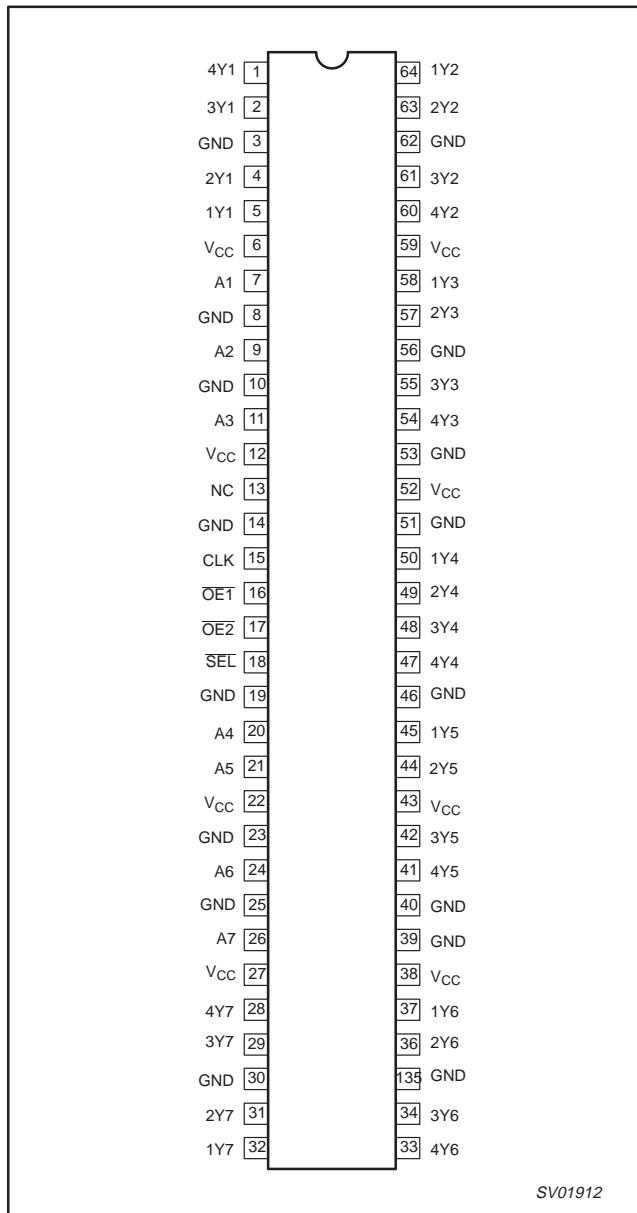 4Y1 1 64 1Y2
3Y1 2 63 2Y2
GND 3 62 GND
2Y1 4 61 3Y2
1Y1 5 60 4Y2
VCC 6 59 VCC
A1 7 58 1Y3
GND 8 57 2Y3
A2 9 56 GND
GND 10 55 3Y3
A3 11 54 4Y3
VCC 12 53 GND
NC 13 52 VCC
GND 14 51 GND
CLK 15 50 1Y4
OE1 16 49 2Y4
OE2 17 48 3Y4
SEL 18 47 4Y4
GND 19 46 GND
A4 20 45 1Y5
A5 21 44 2Y5
VCC 22 43 VCC
GND 23 42 3Y5
A6 24 41 4Y5
GND 25 40 GND
A7 26 39 GND
VCC 27 38 VCC
4Y7 28 37 1Y6
3Y7 29 36 2Y6
GND 30 135 GND
2Y7 31 34 3Y6
1Y7 32 33 4Y6
SV01912